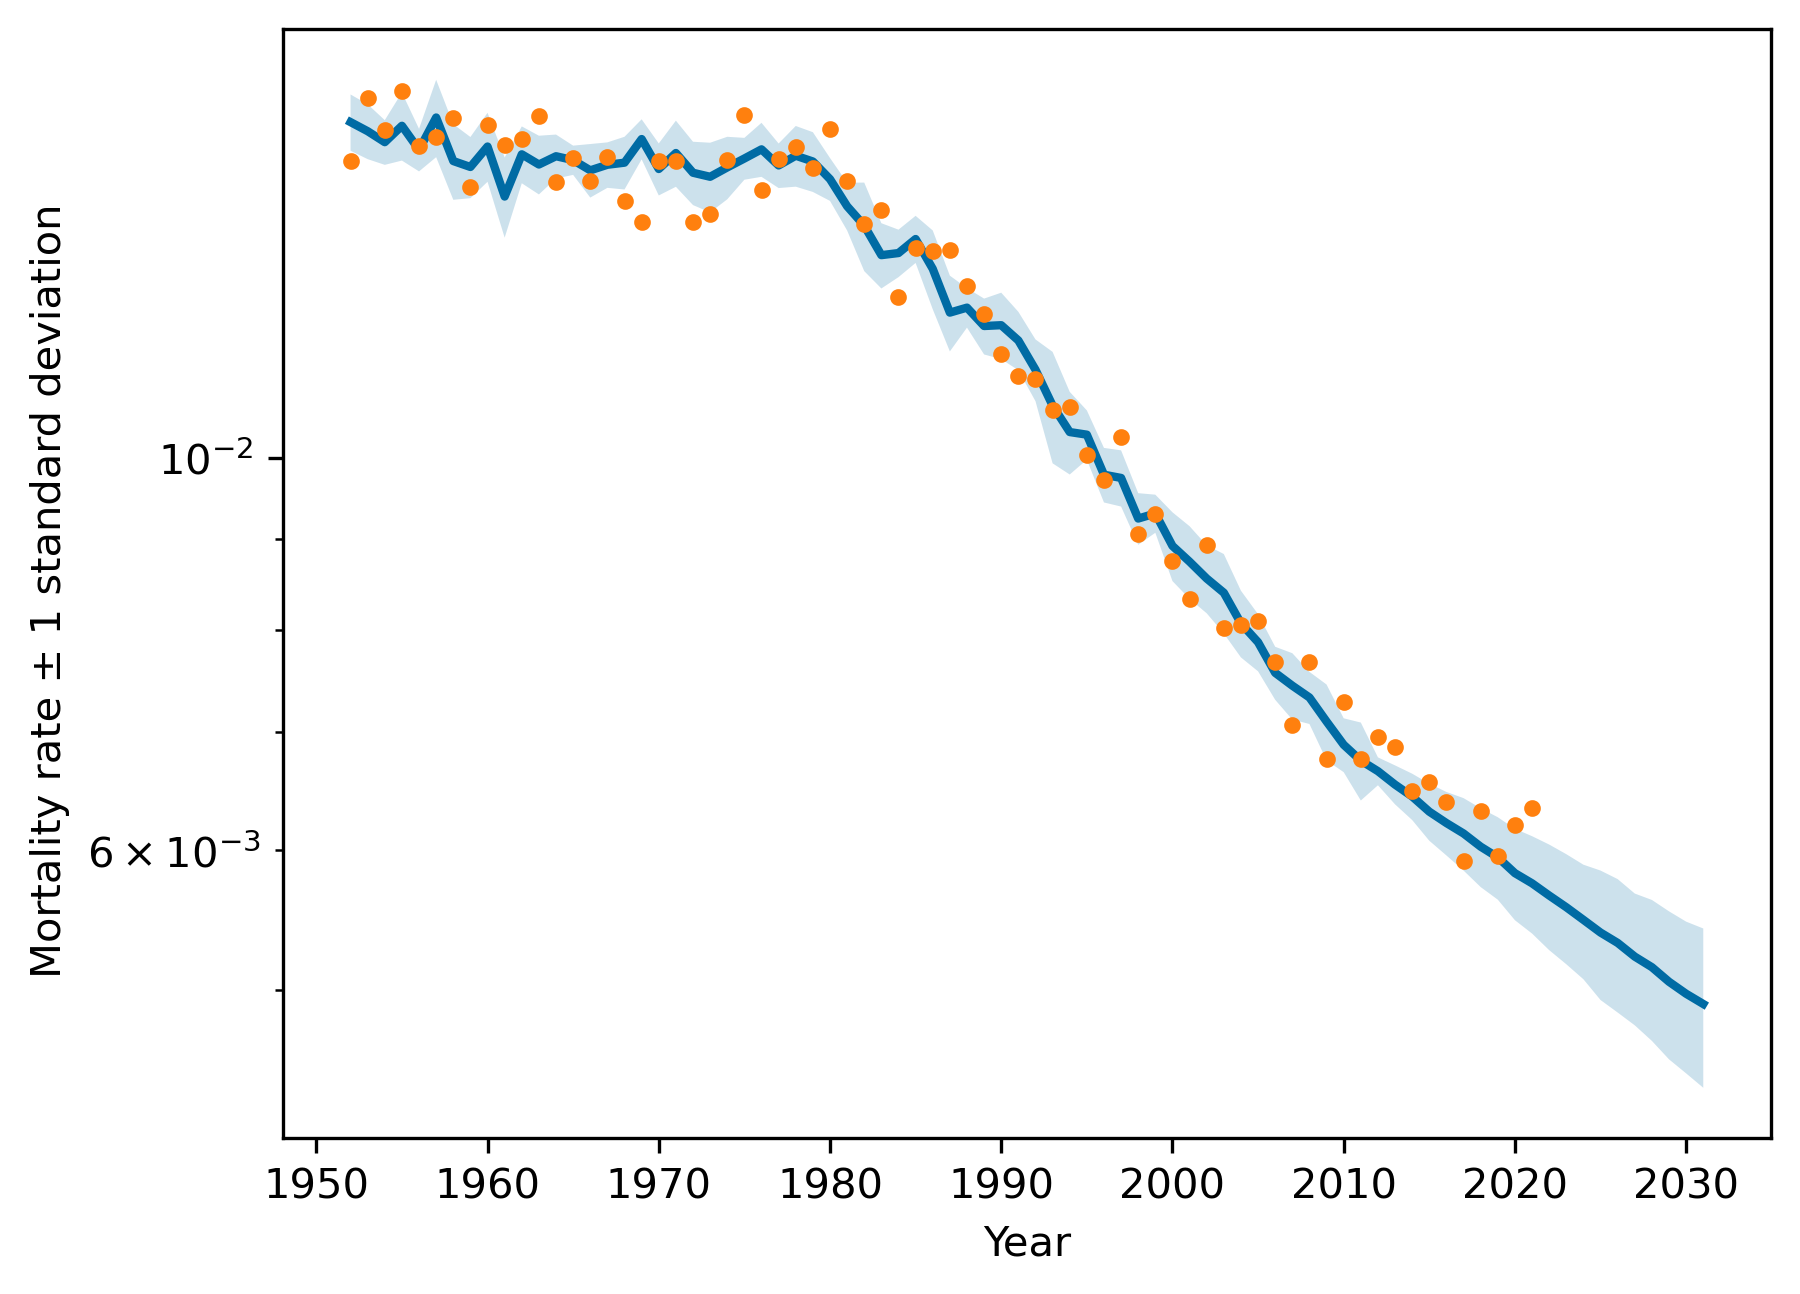 Mortality rate ± 1 standard deviation
10⁻²
6 × 10⁻³
1950 1960 1970 1980 1990 2000 2010 2020 2030
Year